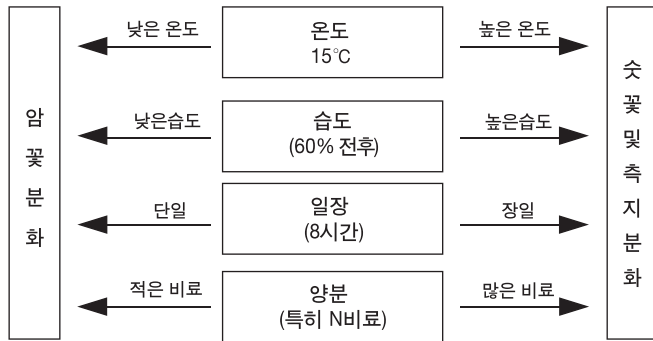 암꽃분화
낮은 온도
온도
15℃
높은 온도
낮은습도
습도
(60% 전후)
높은습도
단일
일장
(8시간)
장일
적은 비료
양분
(특히 N비료)
많은 비료
숫꽃및측지분화